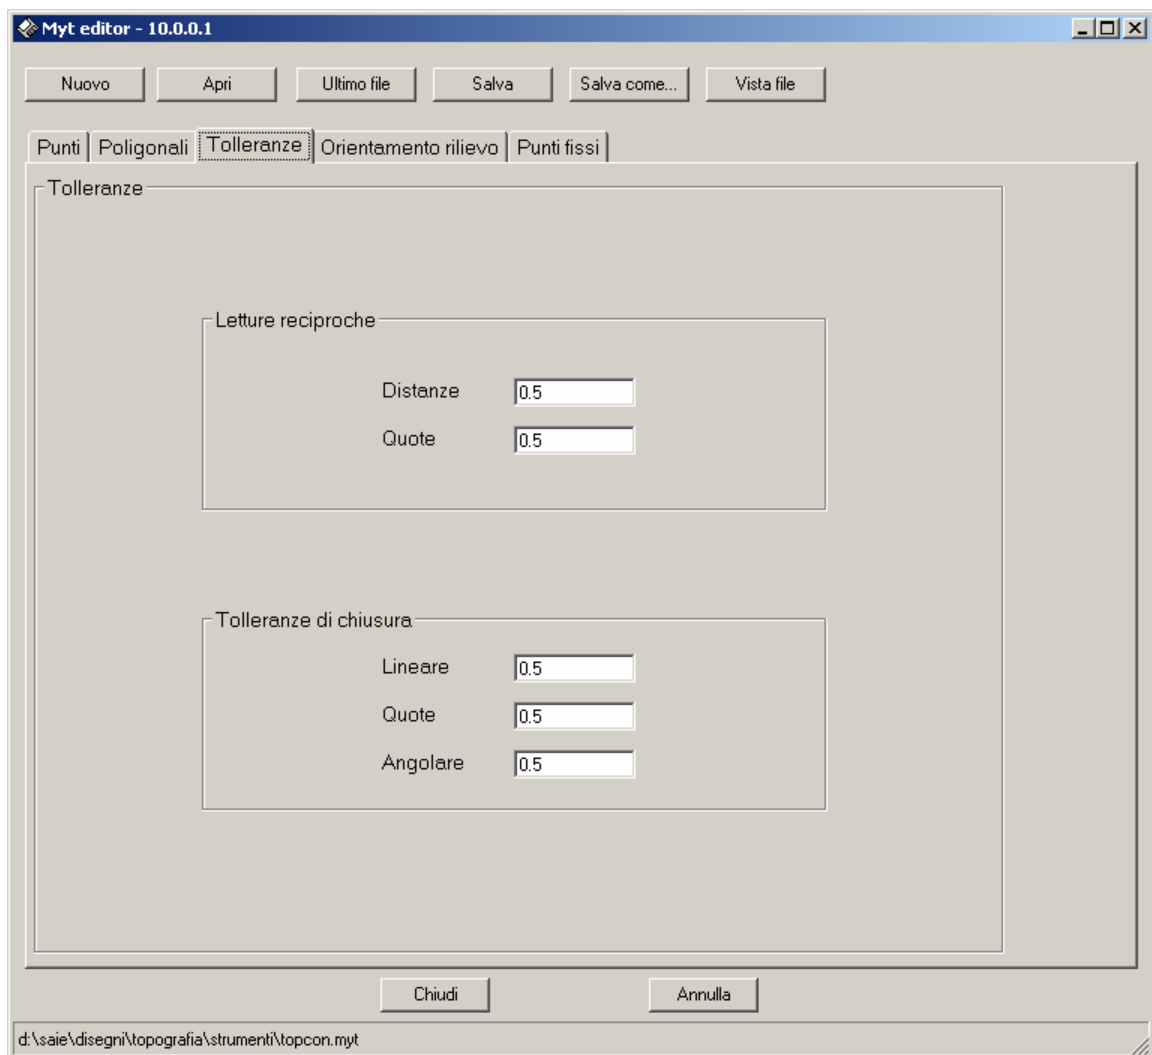 Myt editor - 10.0.0.1
Nuovo Apri Ultimo file Salva Salva come... Vista file
Punti Poligonali Tolleranze Orientamento rilievo Punti fissi
Tolleranze
Letture reciproche
Distanze 0.5
Quote 0.5
Tolleranze di chiusura
Lineare 0.5
Quote 0.5
Angolare 0.5
Chiudi Annulla
d:\saie\disegni\topografia\strumenti\topcon.myt